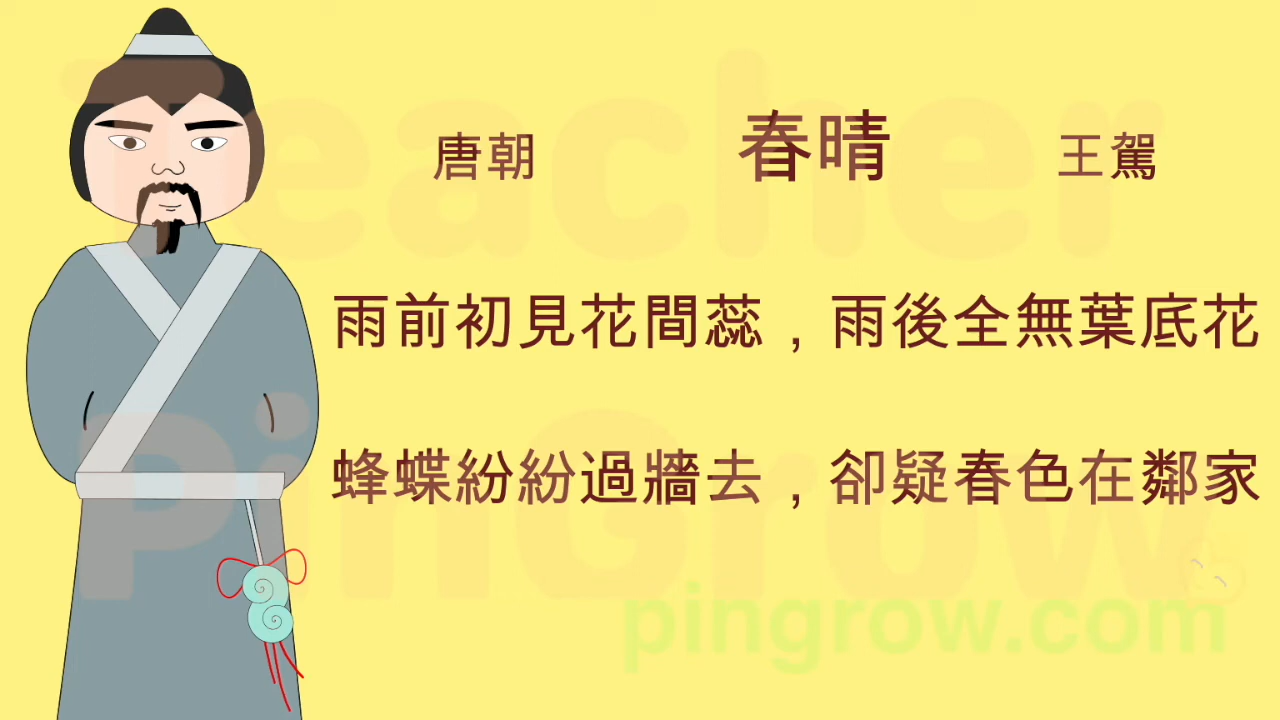 唐朝 春晴 王駕
雨前初見花間蕊，雨後全無葉底花
蜂蝶紛紛過牆去，卻疑春色在鄰家
Teacher
PinGrow
pingrow.com